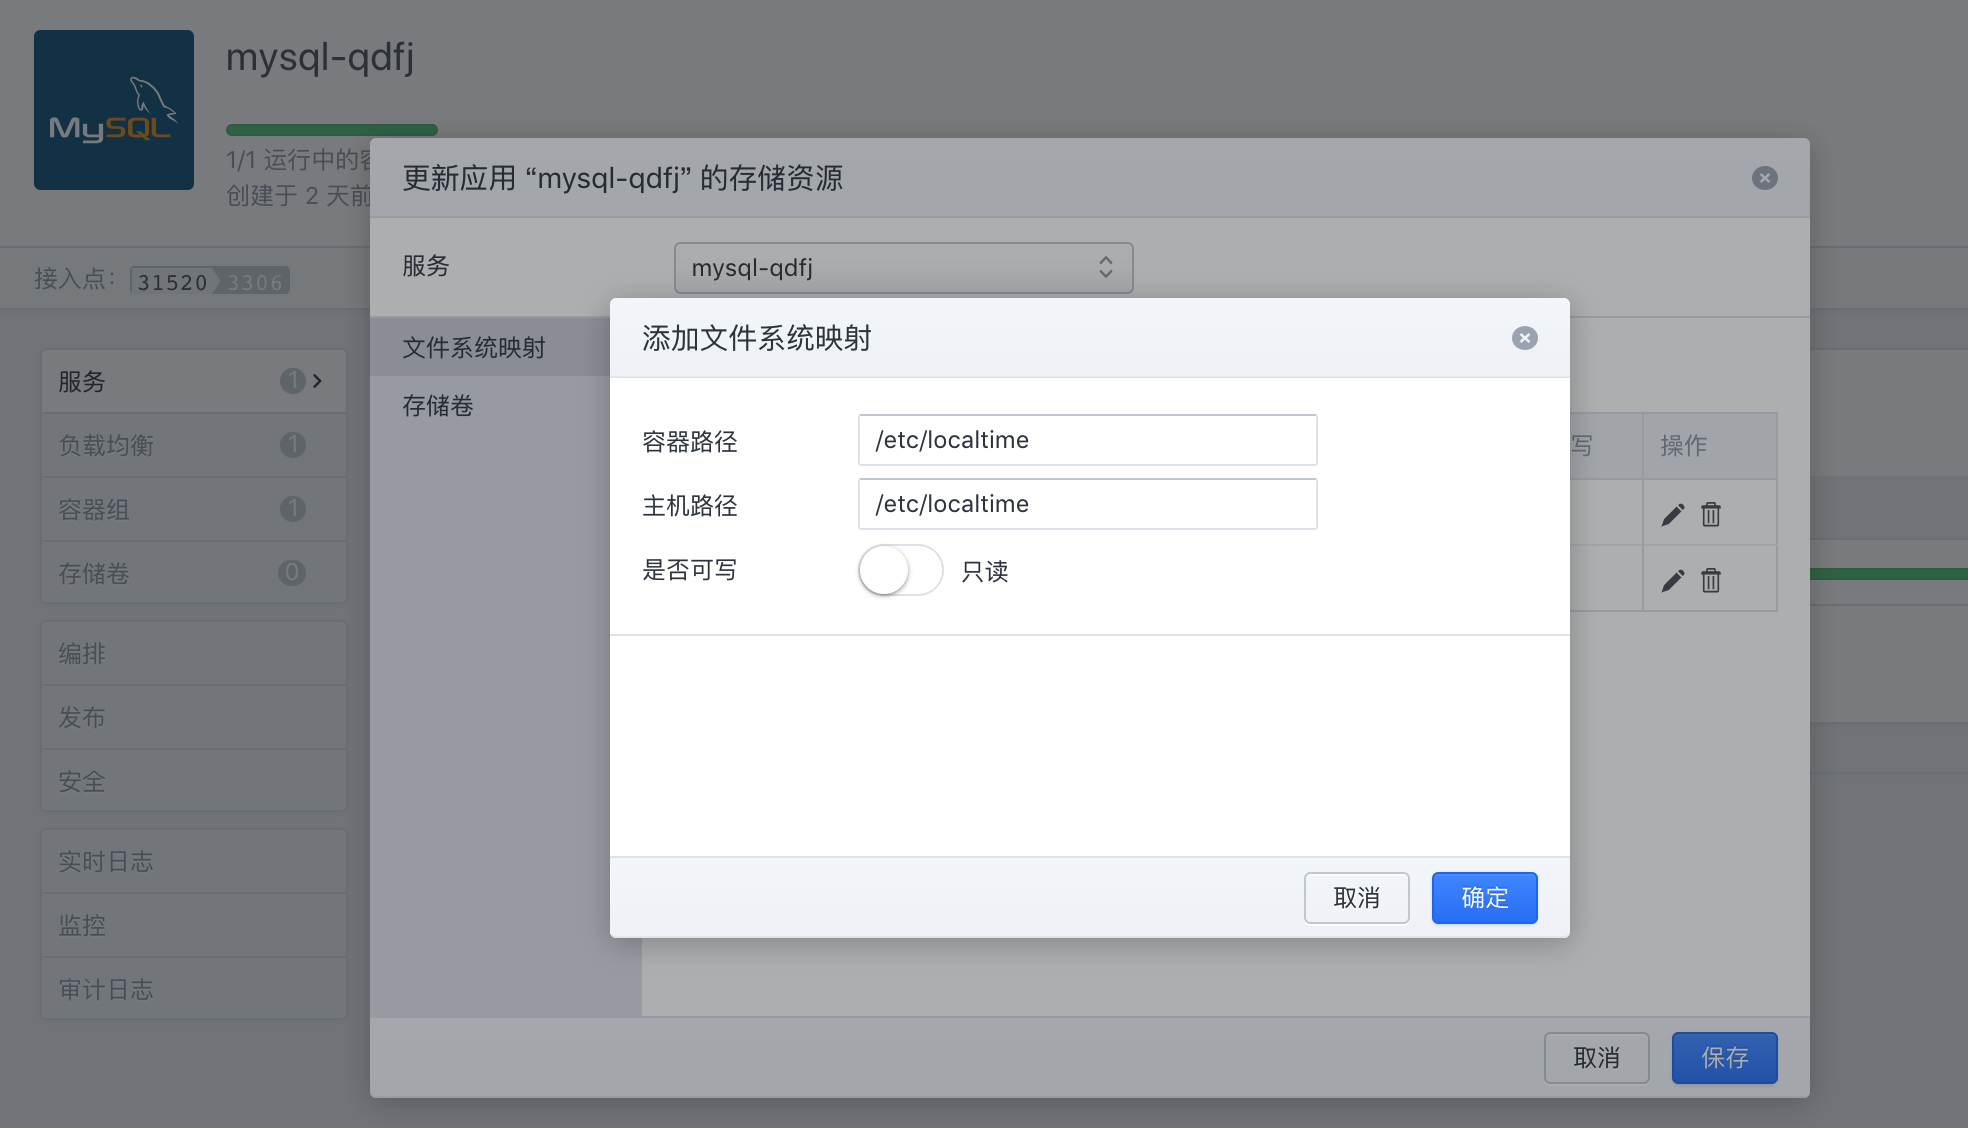 MySQL
mysql-qdfj
1/1 运行中的
创建于 2 天前
接入点: 31520 3306
服务 1
负载均衡 1
容器组 1
存储卷 0
编排
发布
安全
实时日志
监控
审计日志
更新应用 “mysql-qdfj” 的存储资源
服务 mysql-qdfj
文件系统映射
存储卷
写 操作
添加文件系统映射
容器路径 /etc/localtime
主机路径 /etc/localtime
是否可写 只读
取消 确定
取消 保存